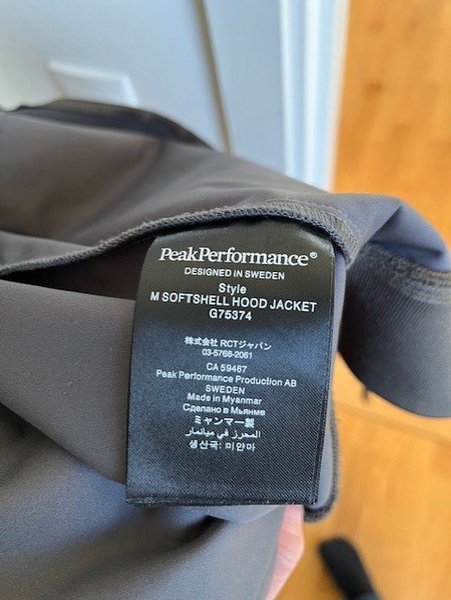 PeakPerformance®
DESIGNED IN SWEDEN
Style
M SOFTSHELL HOOD JACKET
G75374
株式会社 RCTジャパン
03-5766-2061
CA 59467
Peak Performance Production AB
SWEDEN
Made in Myanmar
Сделано в Мьянме
ミャンマー製
المحرز في ميانمار
생산국: 미얀마